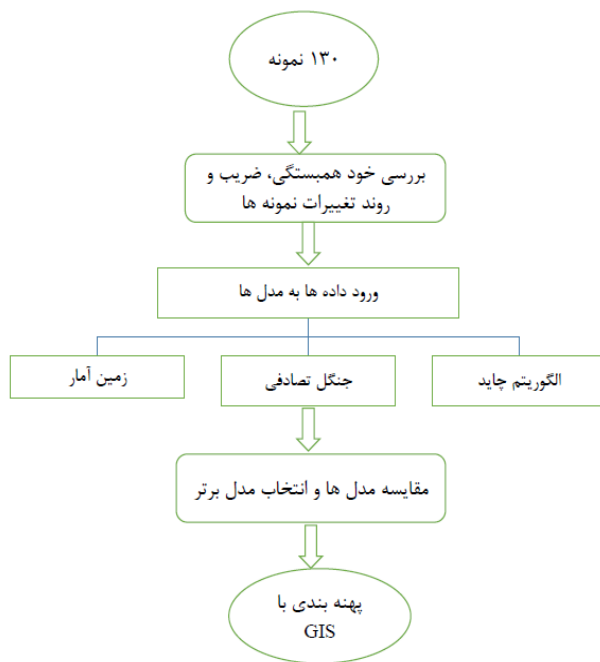 ۱۳۰ نمونه
بررسی خود همبستگی، ضریب و
روند تغییرات نمونه ها
ورود داده ها به مدل ها
الگوریتم چاید
جنگل تصادفی
زمین آمار
مقایسه مدل ها و انتخاب مدل برتر
پهنه بندی با
GIS